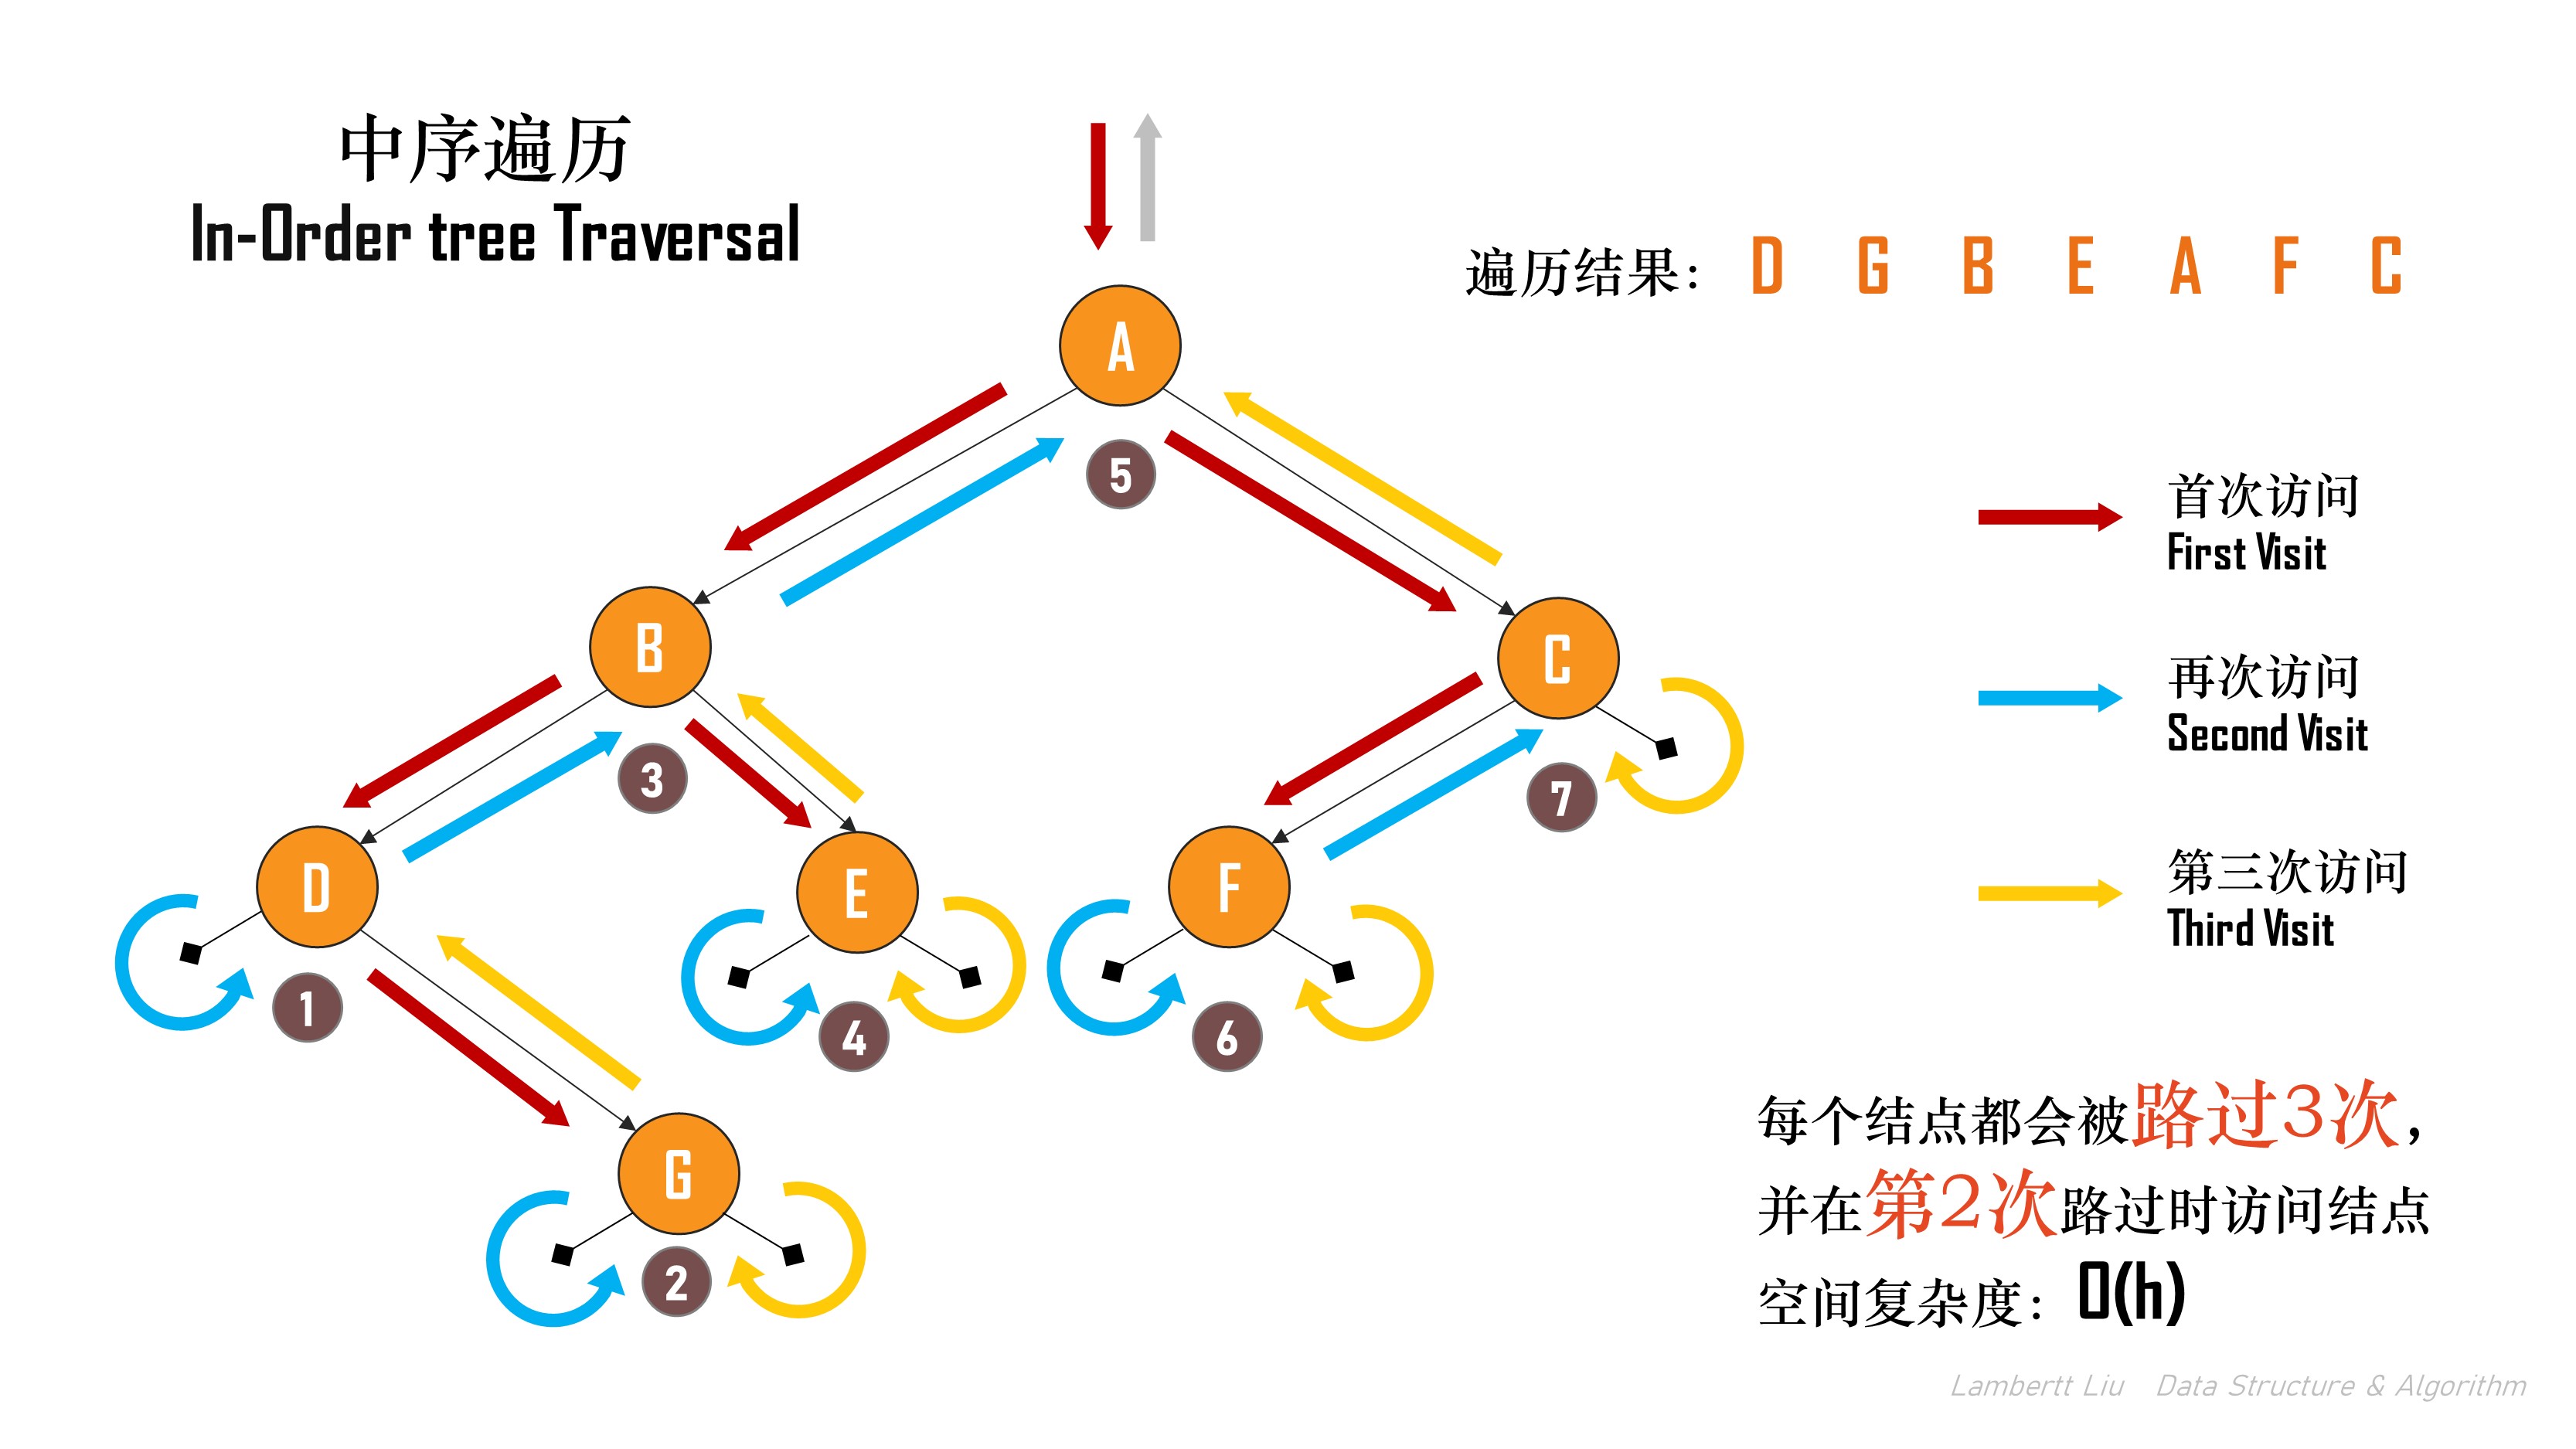 中序遍历
In-Order tree Traversal
遍历结果： D G B E A F C
A
5
B
C
3
7
D
E
F
1
4
6
G
2
首次访问
First Visit
再次访问
Second Visit
第三次访问
Third Visit
每个结点都会被路过3次，
并在第2次路过时访问结点
空间复杂度：O(h)
Lambertt Liu Data Structure & Algorithm